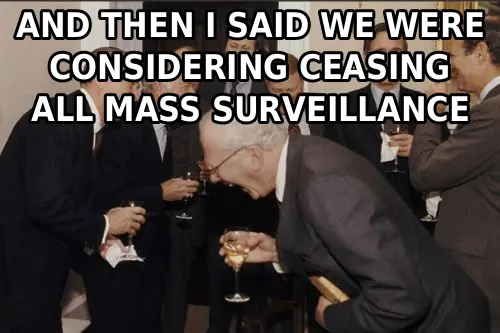 AND THEN I SAID WE WERE
CONSIDERING CEASING
ALL MASS SURVEILLANCE